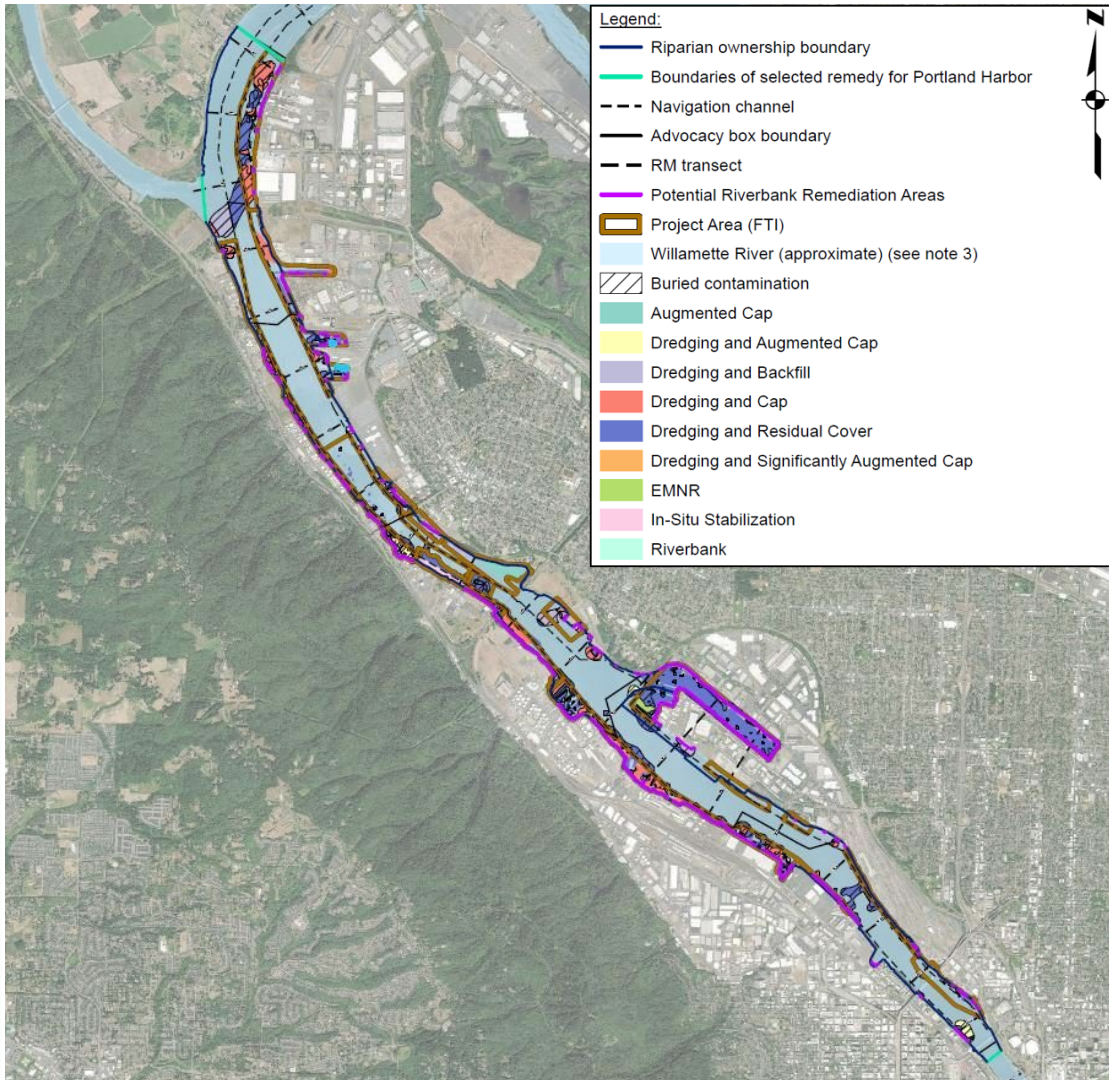 Legend:
N
Riparian ownership boundary
Boundaries of selected remedy for Portland Harbor
Navigation channel
Advocacy box boundary
RM transect
Potential Riverbank Remediation Areas
Project Area (FTI)
Willamette River (approximate) (see note 3)
Buried contamination
Augmented Cap
Dredging and Augmented Cap
Dredging and Backfill
Dredging and Cap
Dredging and Residual Cover
Dredging and Significantly Augmented Cap
EMNR
In-Situ Stabilization
Riverbank